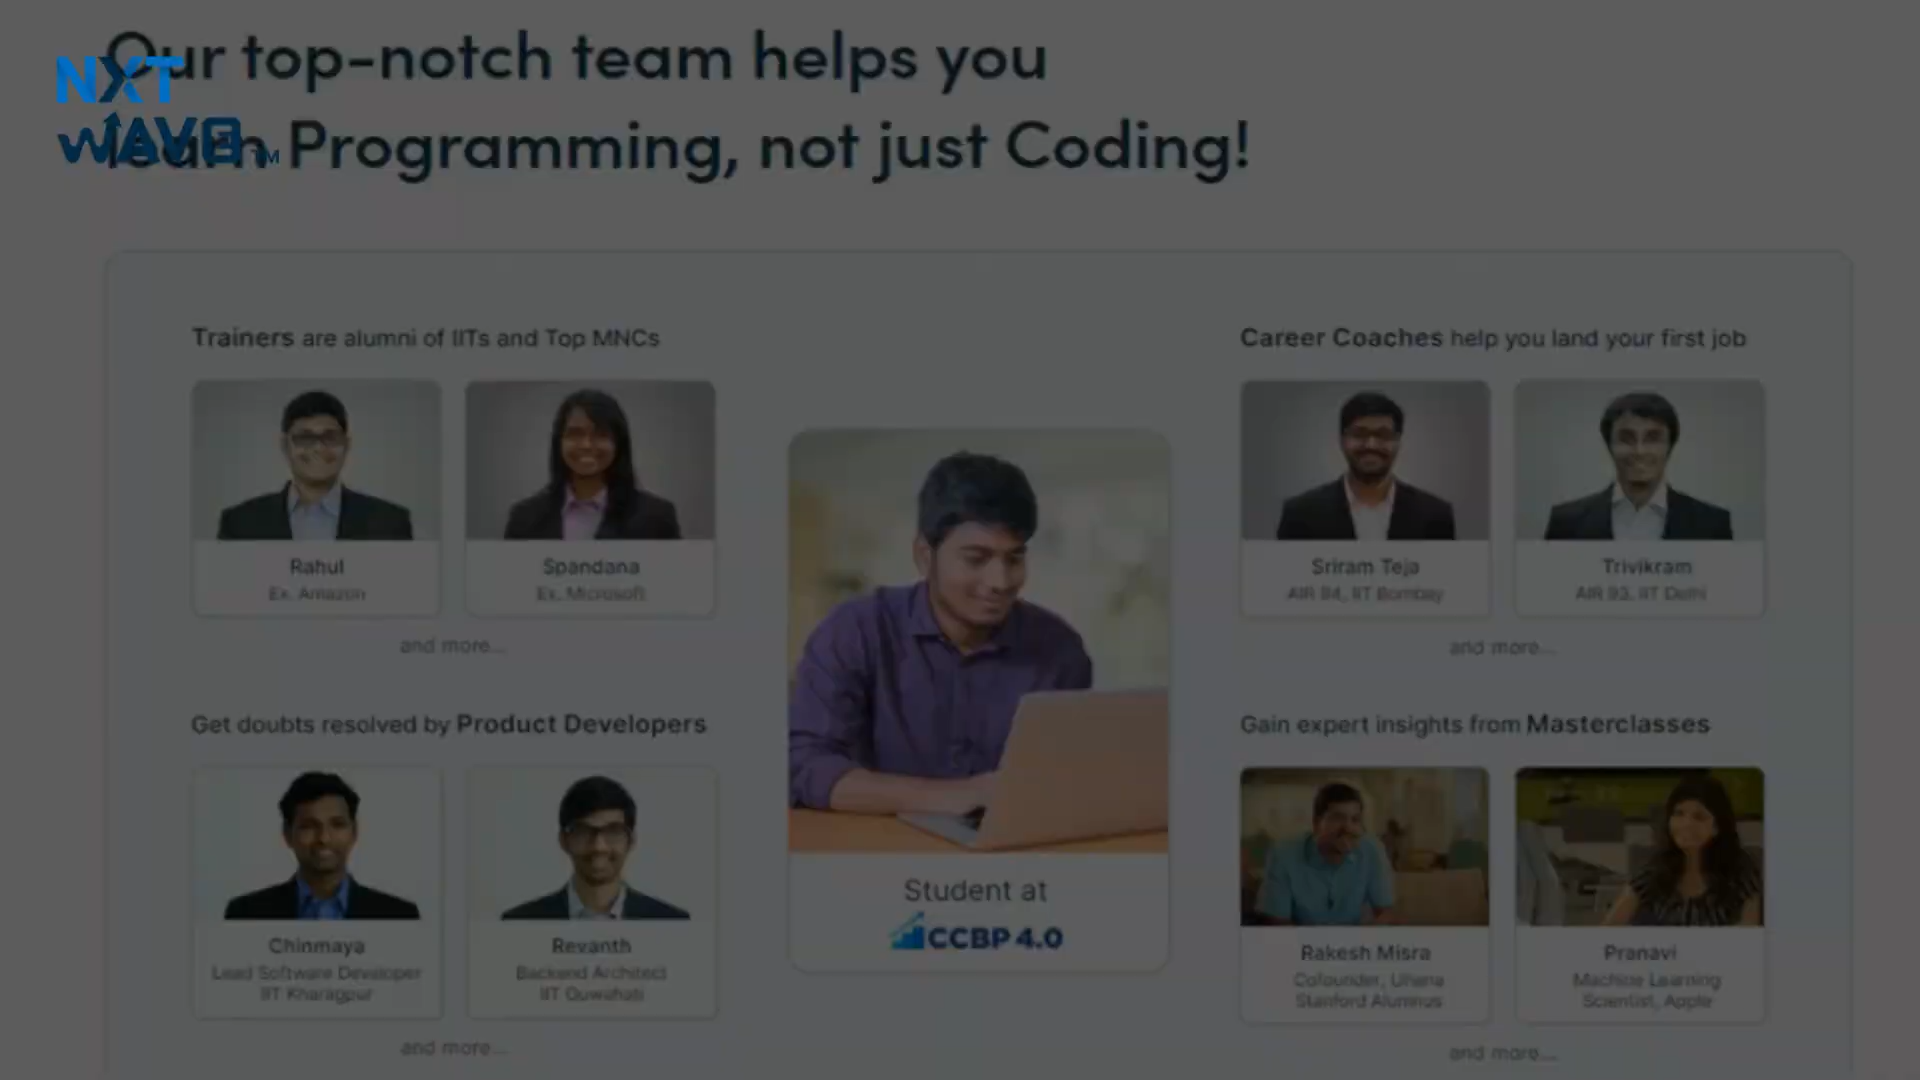 Our top-notch team helps you
learn Programming, not just Coding!
NXT
WAVE
TM
Trainers are alumni of IITs and Top MNCs
Rahul
Ex. Amazon
Spandana
Ex. Microsoft
and more...
Career Coaches help you land your first job
Sriram Teja
AIR 94, IIT Bombay
Trivikram
AIR 93, IIT Delhi
and more...
Student at
CCBP 4.0
Get doubts resolved by Product Developers
Chinmaya
Lead Software Developer
IIT Kharagpur
Revanth
Backend Architect
IIT Guwahati
and more...
Gain expert insights from Masterclasses
Rakesh Misra
Cofounder, Uhana
Stanford Alumnus
Pranavi
Machine Learning
Scientist, Apple
and more...